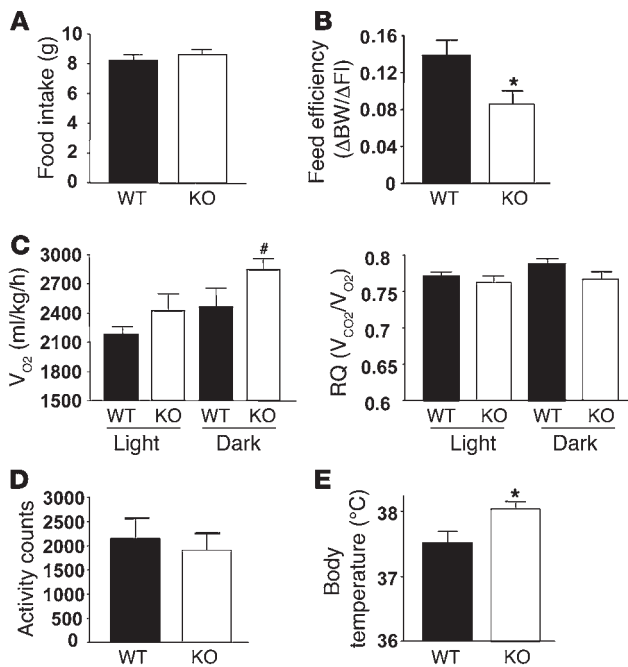 A
Food intake (g)
10
8
6
4
2
0
WT KO
B
Feed efficiency
(ΔBW/ΔFI)
0.16
0.12
0.08
0.04
0
*
WT KO
C
V_O2 (ml/kg/h)
3000
2700
2400
2100
1800
1500
#
WT KO WT KO
Light Dark
RQ (V_CO2/V_O2)
0.8
0.75
0.7
0.65
0.6
WT KO WT KO
Light Dark
D
Activity counts
3000
2500
2000
1500
1000
500
0
WT KO
E
Body
temperature (°C)
38
37
36
*
WT KO